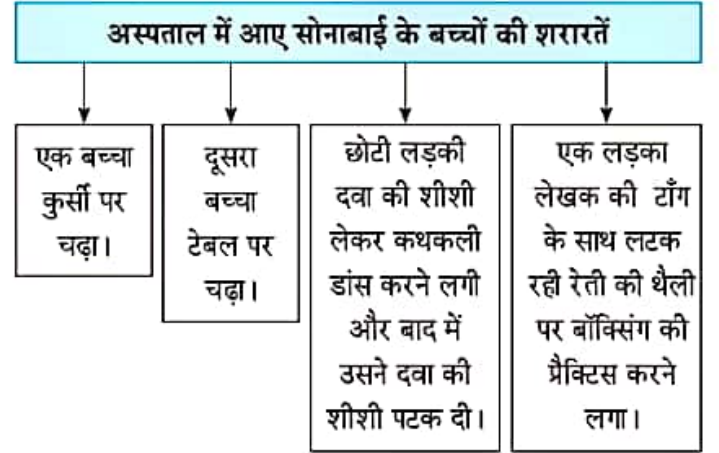 अस्पताल में आए सोनाबाई के बच्चों की शरारतें
एक बच्चा
कुर्सी पर
चढ़ा।
दूसरा
बच्चा
टेबल पर
चढ़ा।
छोटी लड़की
दवा की शीशी
लेकर कथकली
डांस करने लगी
और बाद में
उसने दवा की
शीशी पटक दी।
एक लड़का
लेखक की टाँग
के साथ लटक
रही रेती की थैली
पर बॉक्सिंग की
प्रैक्टिस करने
लगा।